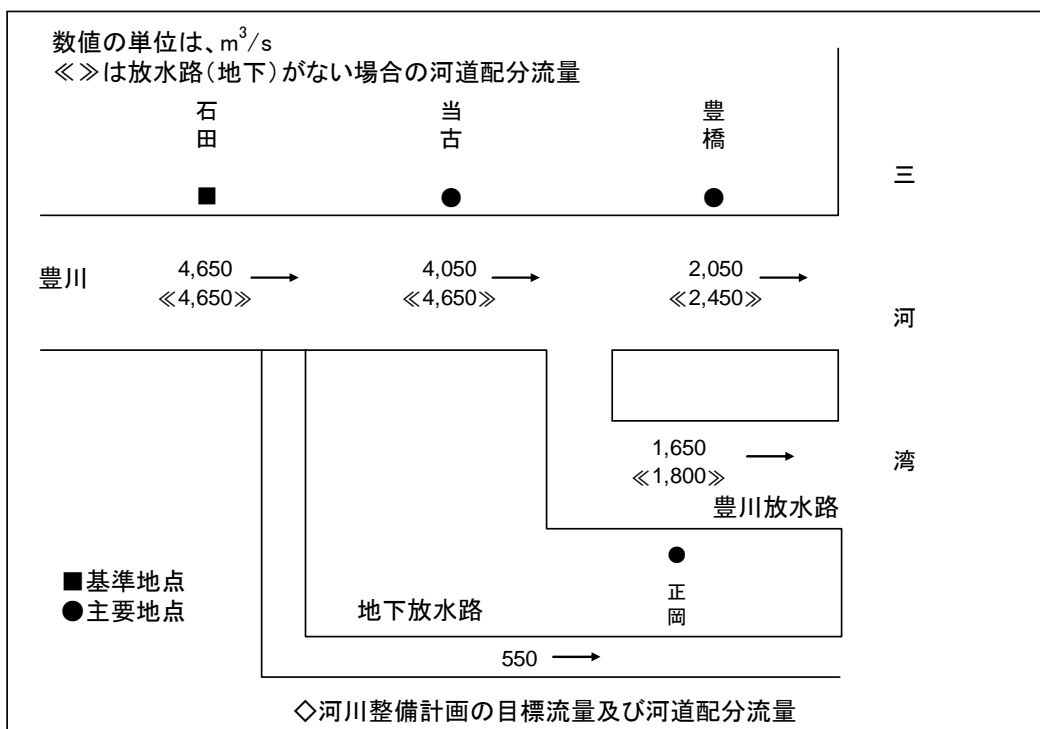 数値の単位は、m³/s
≪≫は放水路(地下)がない場合の河道配分流量
石田
当古
豊橋
三河湾
豊川
4,650
≪4,650≫
4,050
≪4,650≫
2,050
≪2,450≫
1,650
≪1,800≫
豊川放水路
■基準地点
●主要地点
地下放水路
正岡
550
◇河川整備計画の目標流量及び河道配分流量